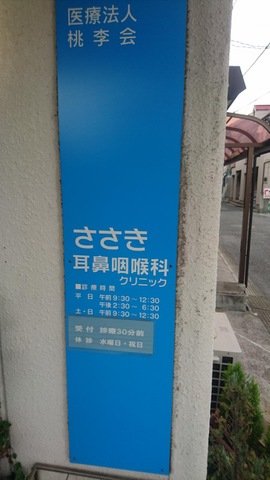 医療法人
桃李会
ささき
耳鼻咽喉科
クリニック
■診療時間
平　日　午前 9:30～12:30
午後 2:30～ 6:30
土・日　午前 9:30～12:30
受　付　診療30分前
休　診　水曜日・祝日